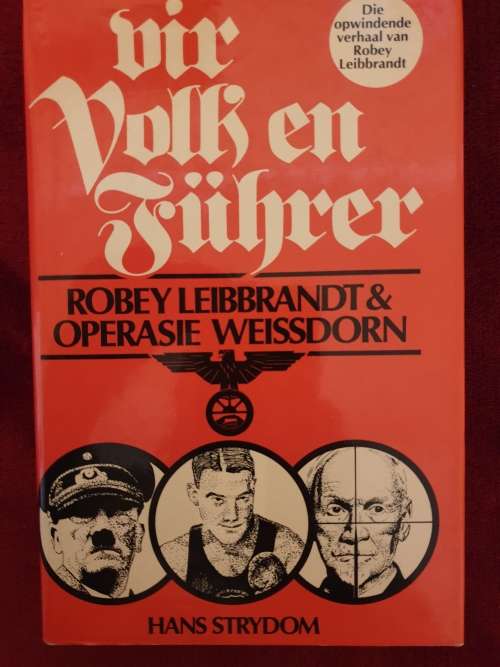 Die
opwindende
verhaal van
Robey
Leibbrandt
vir
Volk en
Führer
ROBEY LEIBBRANDT &
OPERASIE WEISSDORN
HANS STRYDOM